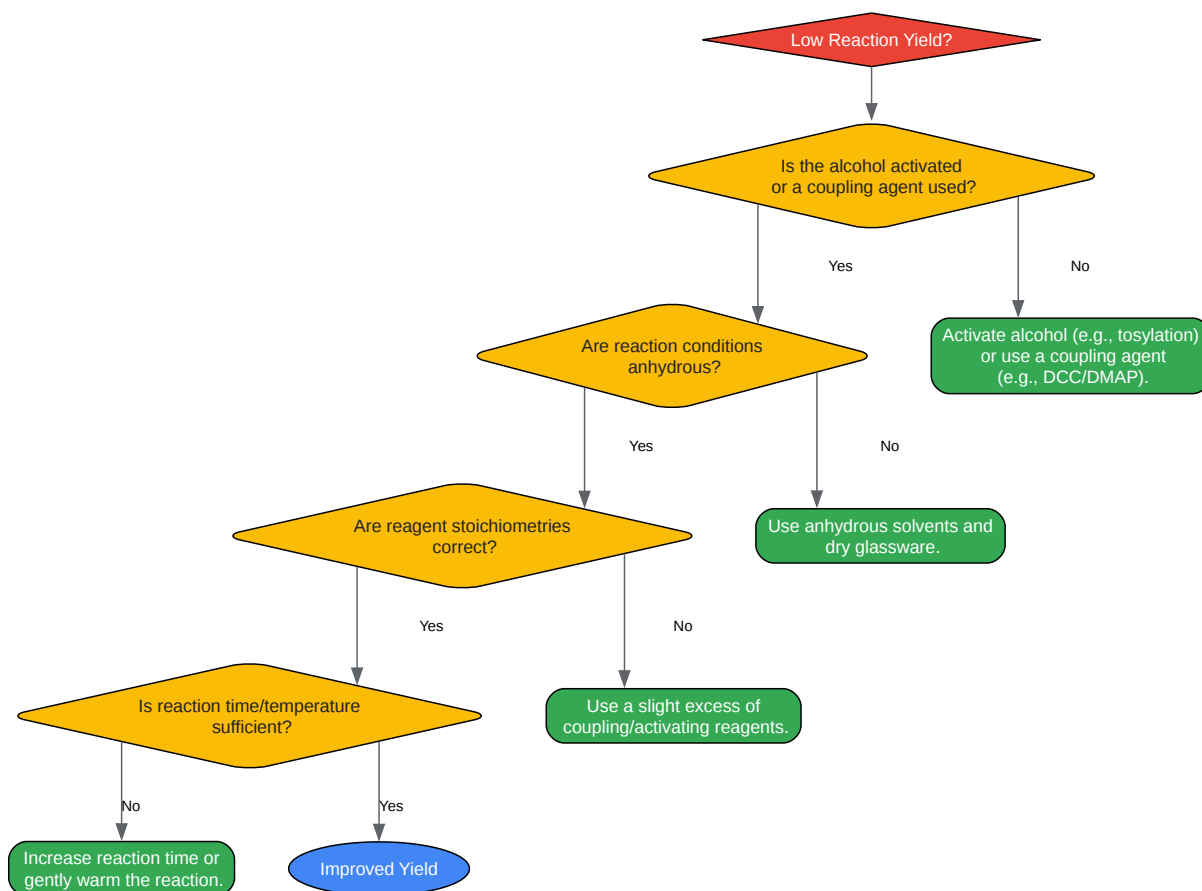 Low Reaction Yield?
Is the alcohol activated
or a coupling agent used?
Yes
No
Activate alcohol (e.g., tosylation)
or use a coupling agent
(e.g., DCC/DMAP).
Are reaction conditions
anhydrous?
Yes
No
Use anhydrous solvents and
dry glassware.
Are reagent stoichiometries
correct?
Yes
No
Use a slight excess of
coupling/activating reagents.
Is reaction time/temperature
sufficient?
No
Yes
Increase reaction time or
gently warm the reaction.
Improved Yield